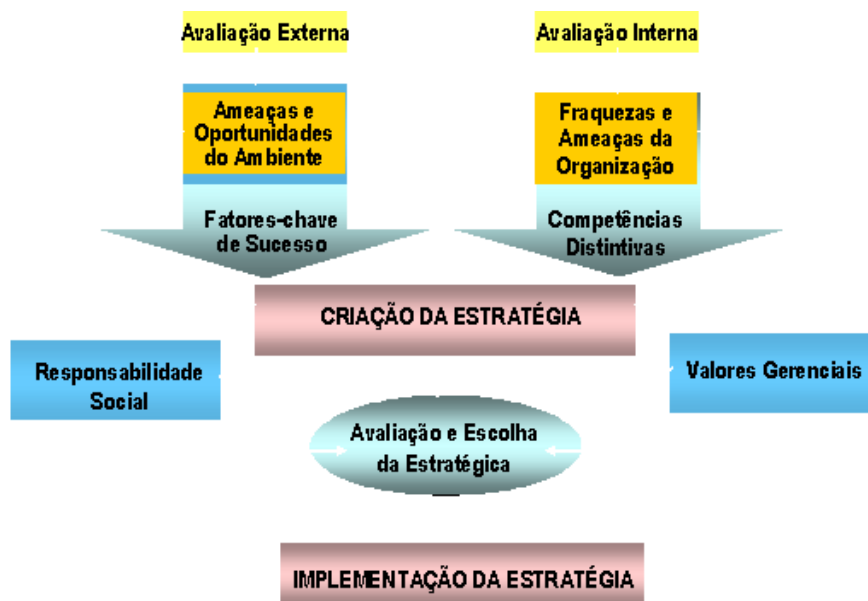 Avaliação Externa
Avaliação Interna
Ameaças e
Oportunidades
do Ambiente
Fraquezas e
Ameaças da
Organização
Fatores-chave
de Sucesso
Competências
Distintivas
CRIAÇÃO DA ESTRATÉGIA
Responsabilidade
Social
Valores Gerenciais
Avaliação e Escolha
da Estratégica
IMPLEMENTAÇÃO DA ESTRATÉGIA